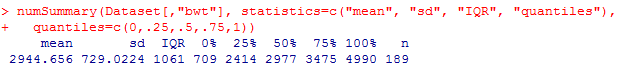 > numSummary(Dataset[,"bwt"], statistics=c("mean", "sd", "IQR", "quantiles"),
+   quantiles=c(0,.25,.5,.75,1))
mean sd IQR 0% 25% 50% 75% 100% n
2944.656 729.0224 1061 709 2414 2977 3475 4990 189